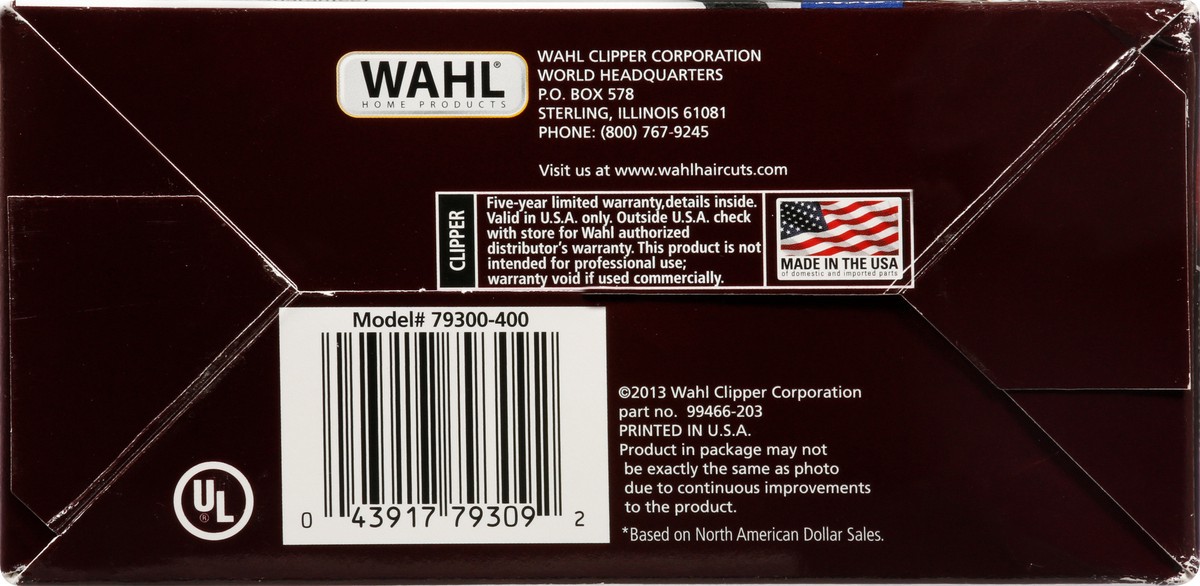 WAHL®
HOME PRODUCTS
WAHL CLIPPER CORPORATION
WORLD HEADQUARTERS
P.O. BOX 578
STERLING, ILLINOIS 61081
PHONE: (800) 767-9245
Visit us at www.wahlhaircuts.com
CLIPPER
Five-year limited warranty,details inside.
Valid in U.S.A. only. Outside U.S.A. check
with store for Wahl authorized
distributor's warranty. This product is not
intended for professional use;
warranty void if used commercially.
MADE IN THE USA
of domestic and imported parts
Model# 79300-400
0 43917 79309 2
UL®
©2013 Wahl Clipper Corporation
part no. 99466-203
PRINTED IN U.S.A.
Product in package may not
be exactly the same as photo
due to continuous improvements
to the product.
*Based on North American Dollar Sales.